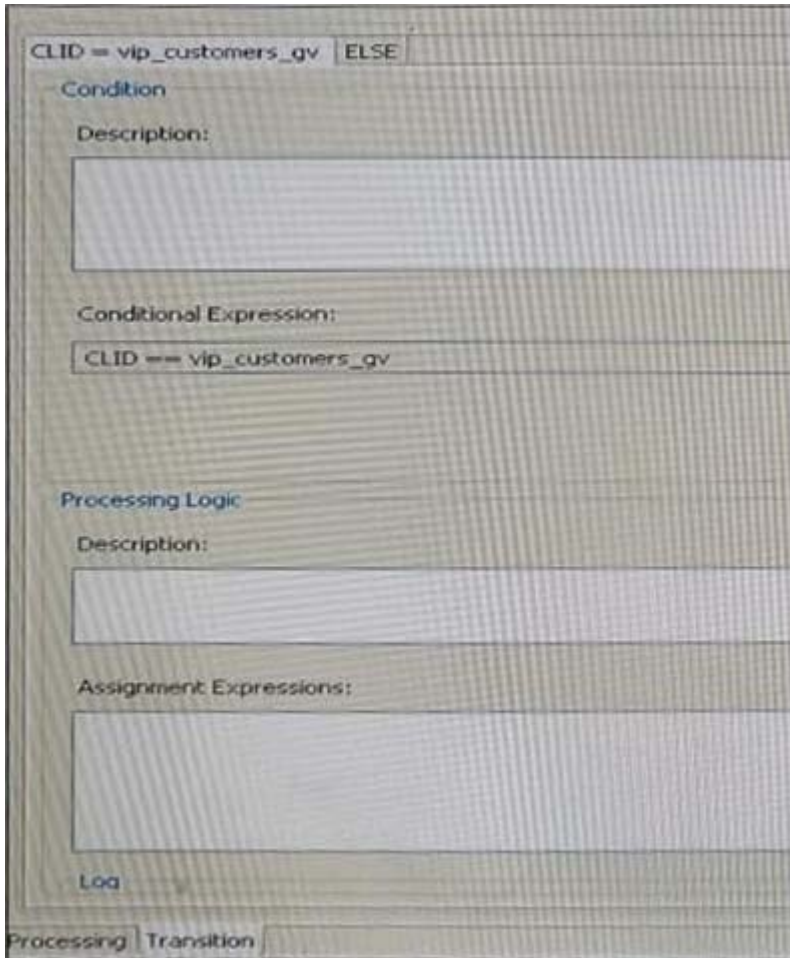 CLID = vip_customers_gv ELSE
Condition
Description:
Conditional Expression:
CLID == vip_customers_gv
Processing Logic
Description:
Assignment Expressions:
Log
Processing Transition